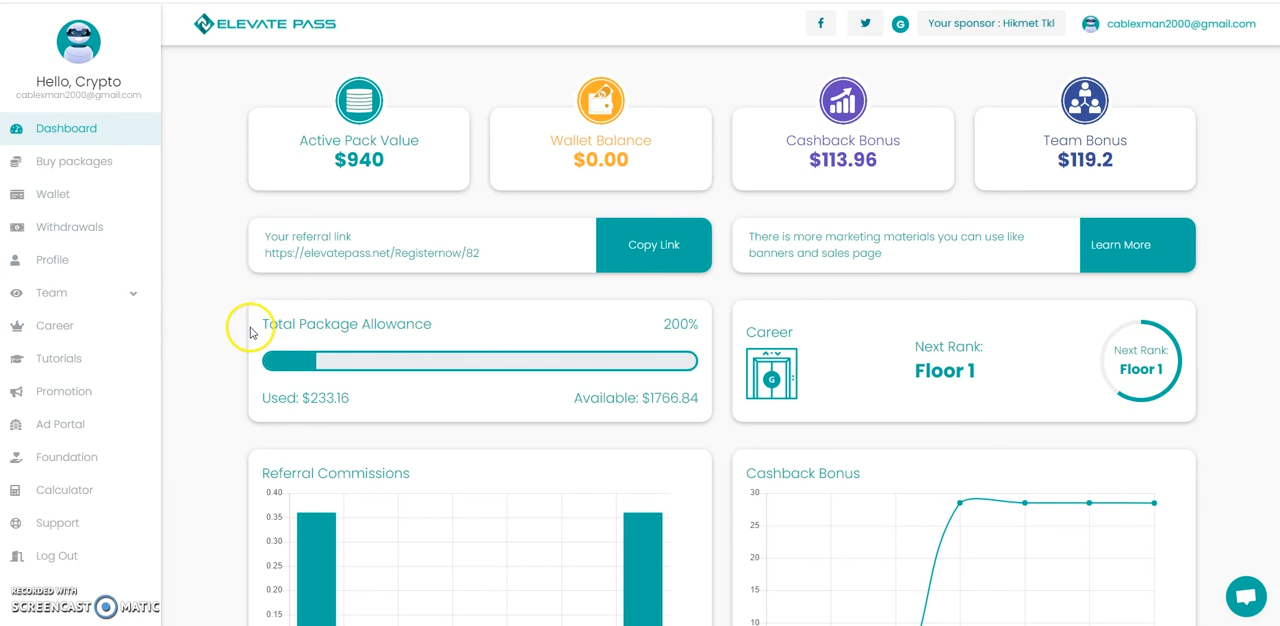 ELEVATE PASS
Your sponsor : Hikmet Tkl
cablexman2000@gmail.com
Hello, Crypto
cablexman2000@gmail.com
Dashboard
Buy packages
Wallet
Withdrawals
Profile
Team
Career
Tutorials
Promotion
Ad Portal
Foundation
Calculator
Support
Log Out
RECORDED WITH
SCREENCAST MATIC
Active Pack Value
$940
Wallet Balance
$0.00
Cashback Bonus
$113.96
Team Bonus
$119.2
Your referral link
https://elevatepass.net/Registernow/82
Copy Link
There is more marketing materials you can use like
banners and sales page
Learn More
Total Package Allowance
200%
Used: $233.16
Available: $1766.84
Career
G
Next Rank:
Floor 1
Next Rank:
Floor 1
Referral Commissions
0.40
0.35
0.30
0.25
0.20
0.15
Cashback Bonus
30
25
20
15
10